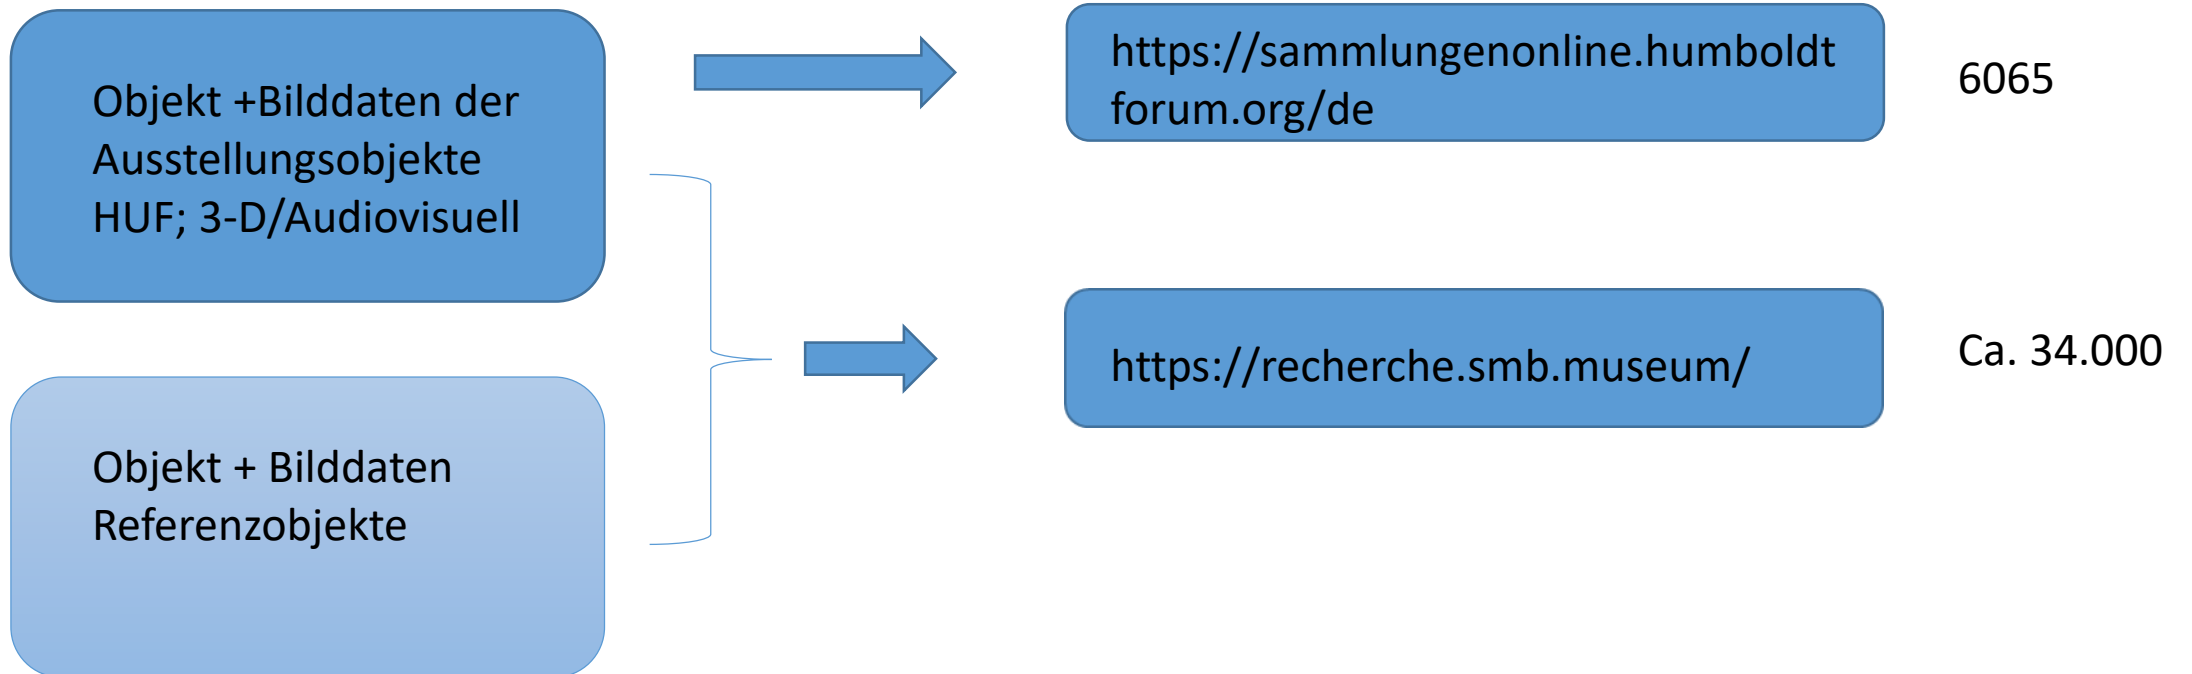 Objekt +Bilddaten der
Ausstellungsobjekte
HUF; 3-D/Audiovisuell
https://sammlungenonline.humboldt
forum.org/de
6065
Objekt + Bilddaten
Referenzobjekte
https://recherche.smb.museum/
Ca. 34.000